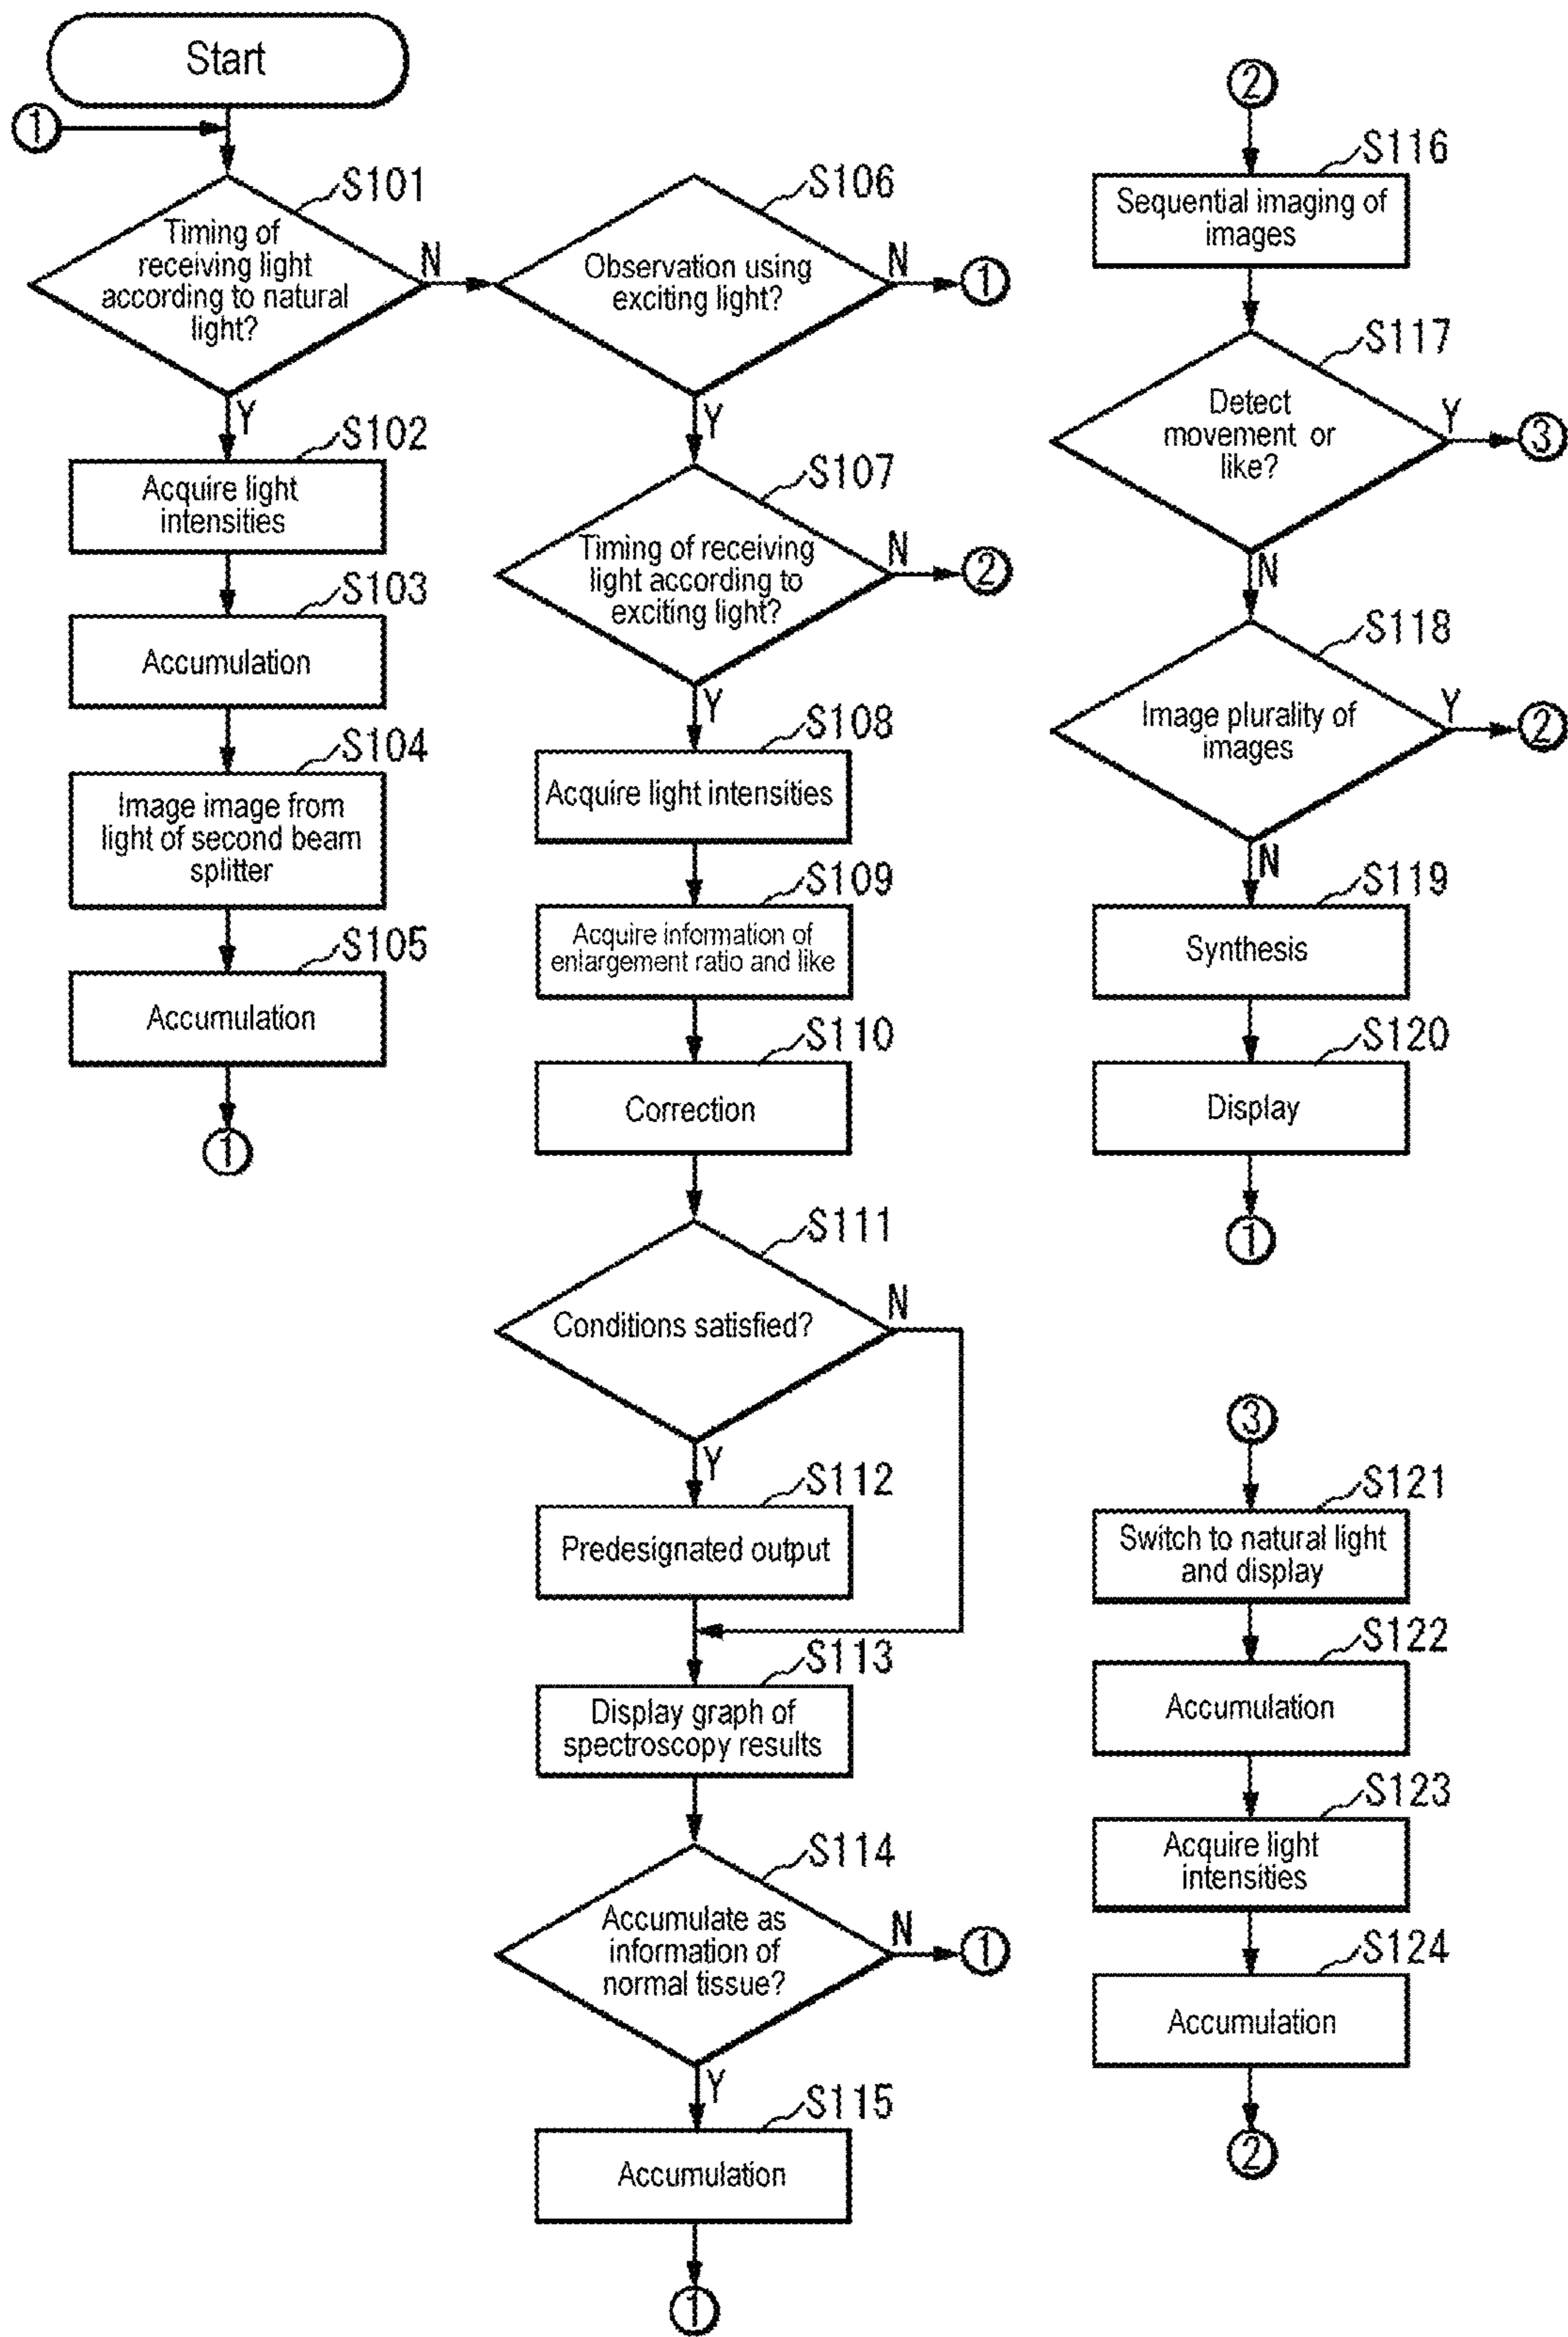 Start
1
S101
Timing of
receiving light
according to natural
light?
N
Y
S102
Acquire light
intensities
S103
Accumulation
S104
Image image from
light of second beam
splitter
S105
Accumulation
1
S106
Observation using
exciting light?
N
1
Y
S107
Timing of receiving
light according to
exciting light?
N
2
Y
S108
Acquire light intensities
S109
Acquire information of
enlargement ratio and like
S110
Correction
S111
Conditions satisfied?
N
Y
S112
Predesignated output
S113
Display graph of
spectroscopy results
S114
Accumulate as
information of
normal tissue?
N
1
Y
S115
Accumulation
1
2
S116
Sequential imaging of
images
S117
Detect
movement or
like?
Y
3
N
S118
Image plurality of
images
Y
2
N
S119
Synthesis
S120
Display
1
3
S121
Switch to natural light
and display
S122
Accumulation
S123
Acquire light
intensities
S124
Accumulation
2